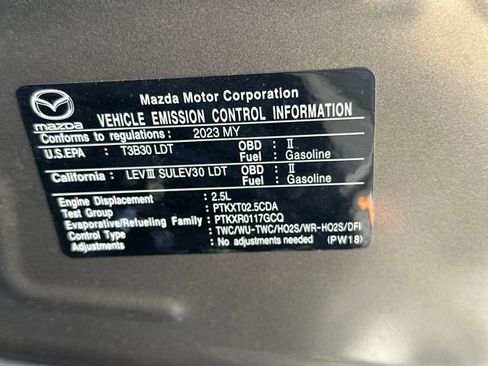 Mazda Motor Corporation
mazda
VEHICLE EMISSION CONTROL INFORMATION
Conforms to regulations: 2023 MY
U.S.EPA : T3B30 LDT OBD : II
Fuel : Gasoline
California: LEV III SULEV30 LDT OBD : II
Fuel : Gasoline
Engine Displacement : 2.5L
Test Group : PTKXT02.5CDA
Evaporative/Refueling Family : PTKXR0117GCQ
Control Type : TWC/WU-TWC/HO2S/WR-HO2S/DFI
Adjustments : No adjustments needed (PW18)